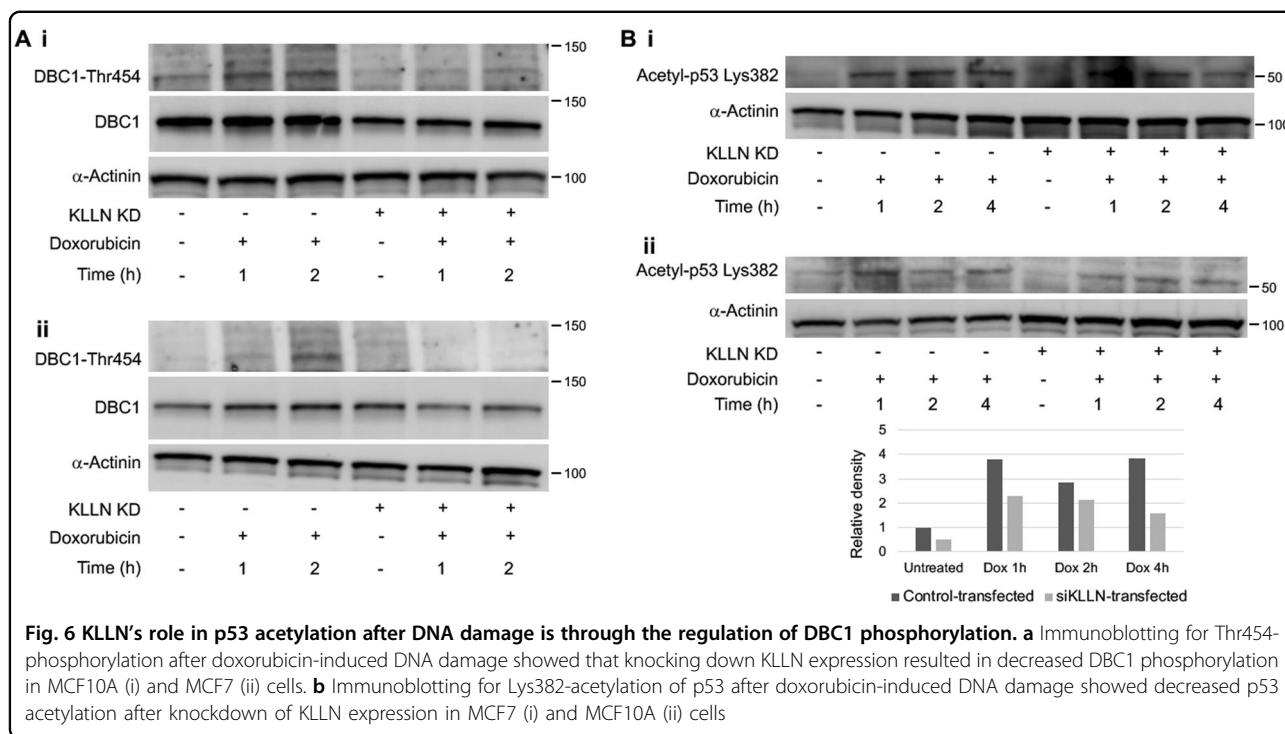 A i
DBC1-Thr454
150
DBC1
150
α-Actinin
100
KLLN KD - - - + + +
Doxorubicin - + + - + +
Time (h) - 1 2 - 1 2
ii
DBC1-Thr454
150
DBC1
150
α-Actinin
100
KLLN KD - - - + + +
Doxorubicin - + + - + +
Time (h) - 1 2 - 1 2
B i
Acetyl-p53 Lys382
50
α-Actinin
100
KLLN KD - - - - + + + +
Doxorubicin - + + + - + + +
Time (h) - 1 2 4 - 1 2 4
ii
Acetyl-p53 Lys382
50
α-Actinin
100
KLLN KD - - - - + + + +
Doxorubicin - + + + - + + +
Time (h) - 1 2 4 - 1 2 4
Relative density
5
4
3
2
1
0
Untreated Dox 1h Dox 2h Dox 4h
Control-transfected siKLLN-transfected
Fig. 6 KLLN's role in p53 acetylation after DNA damage is through the regulation of DBC1 phosphorylation. a Immunoblotting for Thr454-
phosphorylation after doxorubicin-induced DNA damage showed that knocking down KLLN expression resulted in decreased DBC1 phosphorylation
in MCF10A (i) and MCF7 (ii) cells. b Immunoblotting for Lys382-acetylation of p53 after doxorubicin-induced DNA damage showed decreased p53
acetylation after knockdown of KLLN expression in MCF7 (i) and MCF10A (ii) cells